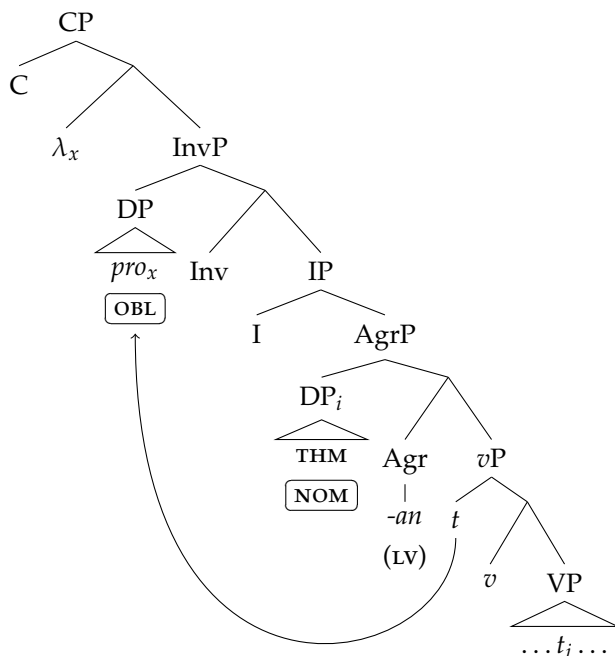 CP
C
λx
InvP
DP
prox
Inv
IP
OBL
I
AgrP
DPi
THM
Agr
vP
NOM
-an
t
(LV)
v
VP
...ti...